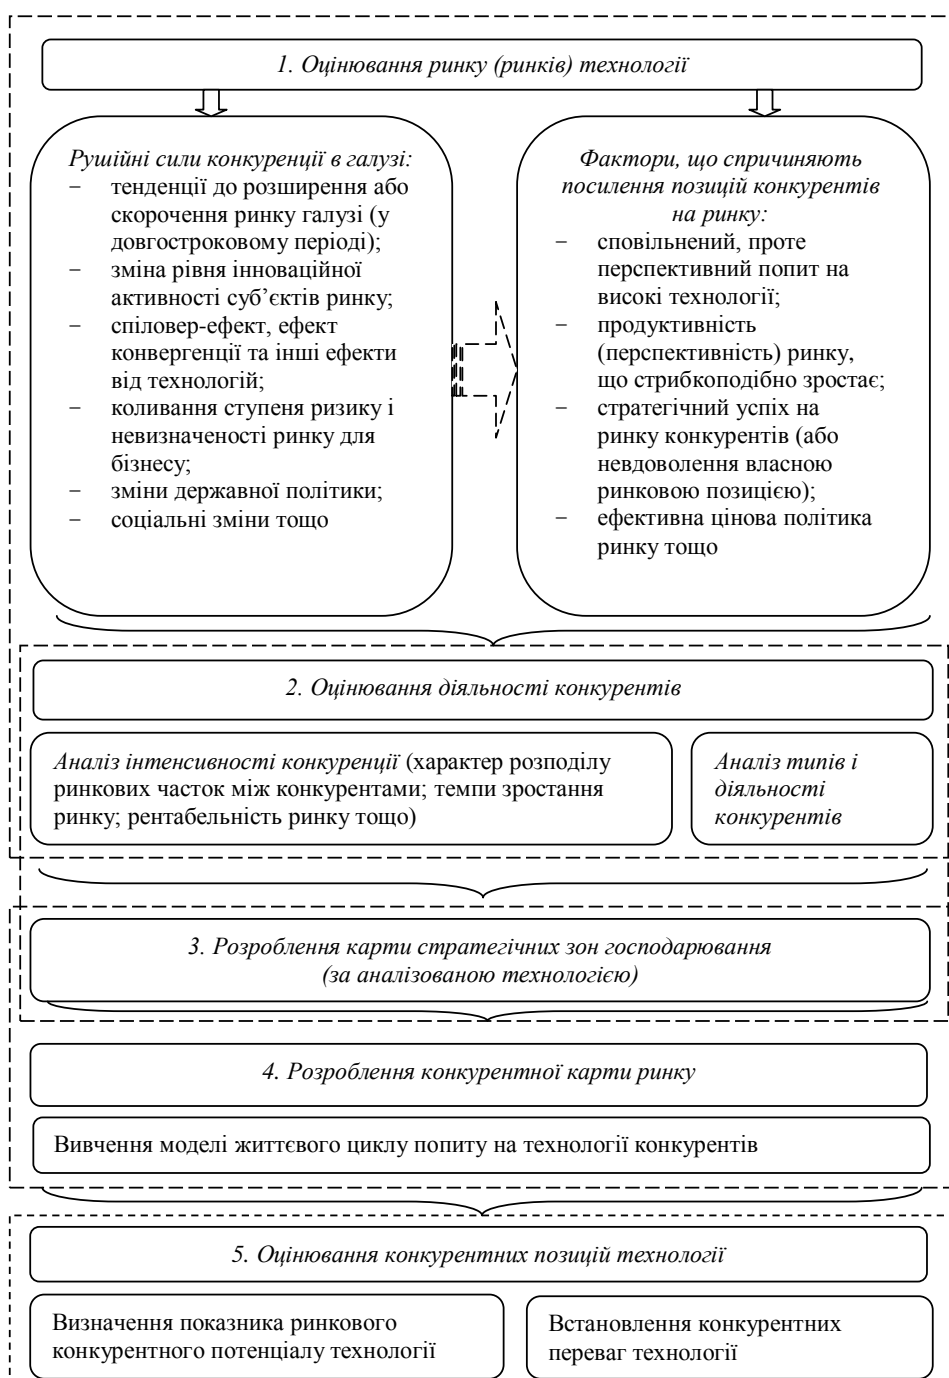 1. Оцінювання ринку (ринків) технології
Рушійні сили конкуренції в галузі:
− тенденції до розширення або
скорочення ринку галузі (у
довгостроковому періоді);
− зміна рівня інноваційної
активності суб’єктів ринку;
− спіловер-ефект, ефект
конвергенції та інші ефекти
від технологій;
− коливання ступеня ризику і
невизначеності ринку для
бізнесу;
− зміни державної політики;
− соціальні зміни тощо
Фактори, що спричиняють
посилення позицій конкурентів
на ринку:
− сповільнений, проте
перспективний попит на
високі технології;
− продуктивність
(перспективність) ринку,
що стрибкоподібно зростає;
− стратегічний успіх на
ринку конкурентів (або
невдоволення власною
ринковою позицією);
− ефективна цінова політика
ринку тощо
2. Оцінювання діяльності конкурентів
Аналіз інтенсивності конкуренції (характер розподілу
ринкових часток між конкурентами; темпи зростання
ринку; рентабельність ринку тощо)
Аналіз типів і
діяльності
конкурентів
3. Розроблення карти стратегічних зон господарювання
(за аналізованою технологією)
4. Розроблення конкурентної карти ринку
Вивчення моделі життєвого циклу попиту на технології конкурентів
5. Оцінювання конкурентних позицій технології
Визначення показника ринкового
конкурентного потенціалу технології
Встановлення конкурентних
переваг технології